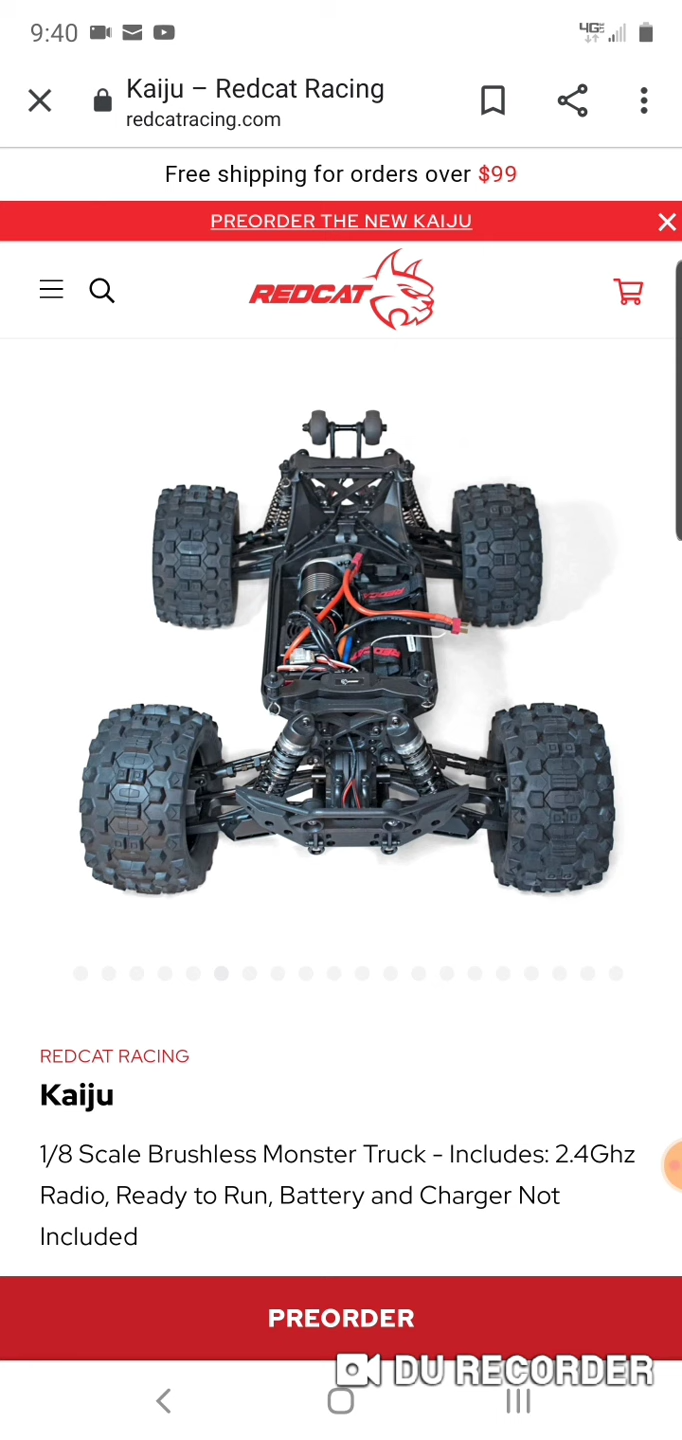 9:40
4GE
Kaiju – Redcat Racing
redcatracing.com
Free shipping for orders over $99
PREORDER THE NEW KAIJU
REDCAT
REDCAT RACING
Kaiju
1/8 Scale Brushless Monster Truck - Includes: 2.4Ghz
Radio, Ready to Run, Battery and Charger Not
Included
PREORDER
DU RECORDER